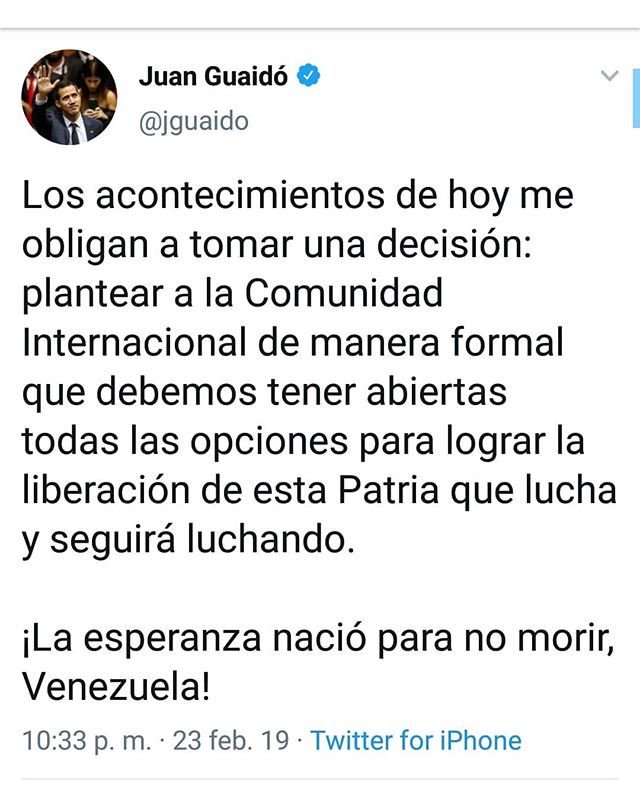 Juan Guaidó
@jguaido
Los acontecimientos de hoy me
obligan a tomar una decisión:
plantear a la Comunidad
Internacional de manera formal
que debemos tener abiertas
todas las opciones para lograr la
liberación de esta Patria que lucha
y seguirá luchando.
¡La esperanza nació para no morir,
Venezuela!
10:33 p. m. · 23 feb. 19 · Twitter for iPhone